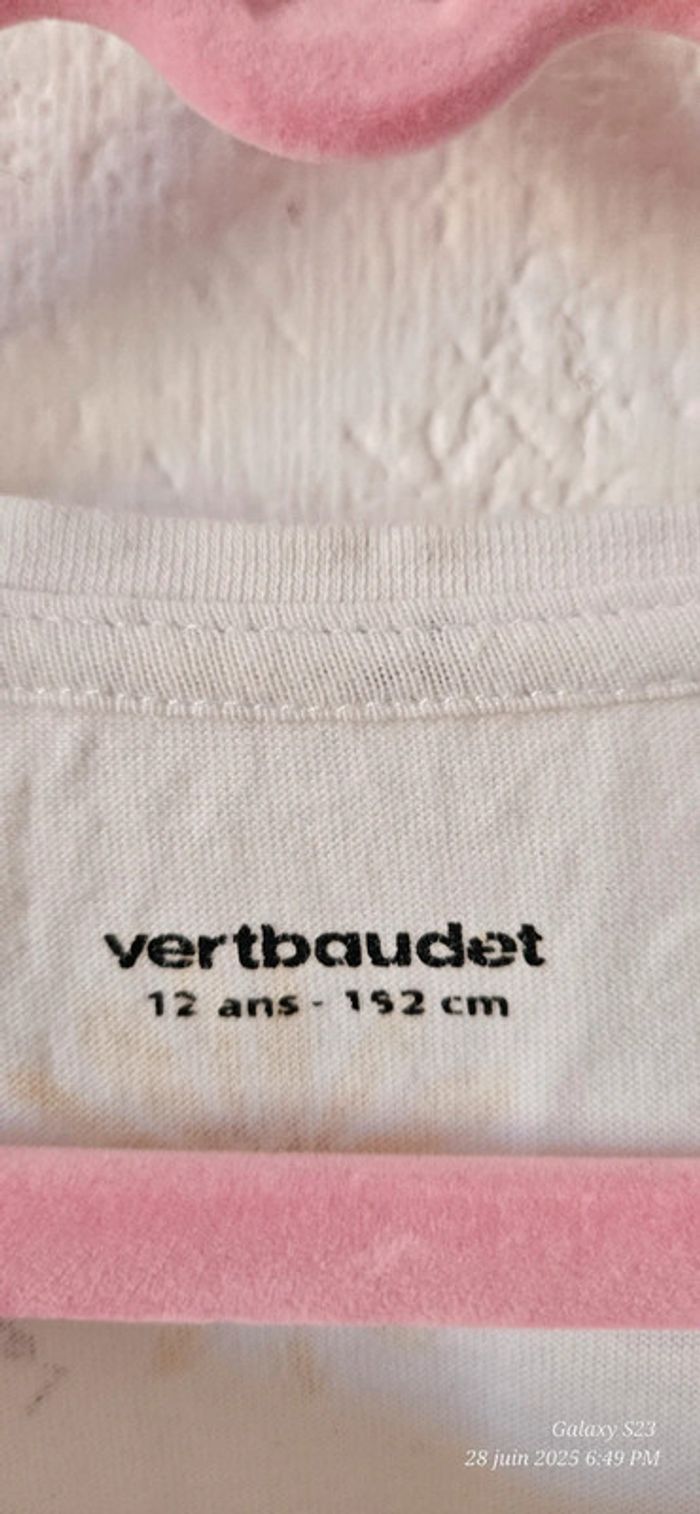 vertbaudet
12 ans - 152 cm
Galaxy S23
28 juin 2025 6:49 PM